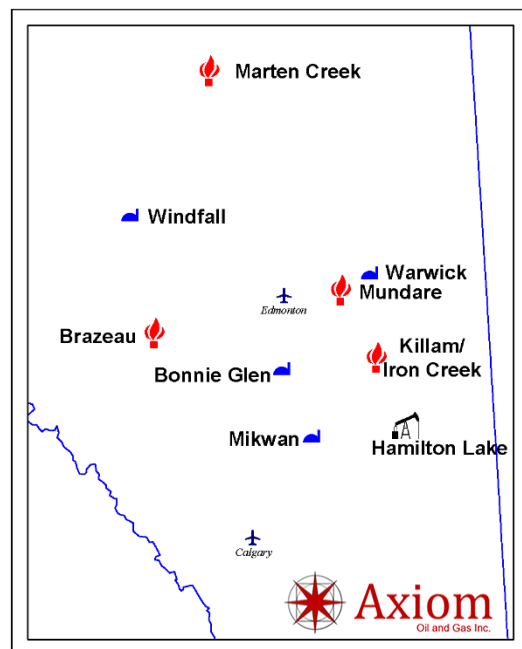 Marten Creek
Windfall
Warwick
Mundare
Edmonton
Brazeau
Killam/
Iron Creek
Bonnie Glen
Mikwan
Hamilton Lake
Calgary
Axiom
Oil and Gas Inc.